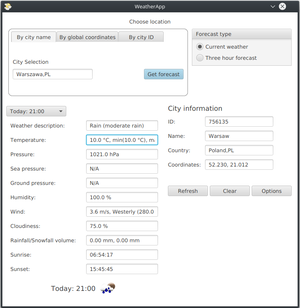 WeatherApp
Choose location
By city name
By global coordinates
By city ID
City Selection
Warszawa,PL
Get forecast
Forecast type
Current weather
Three hour forecast
Today: 21:00
Weather description: Rain (moderate rain)
Temperature: 10.0 °C, min(10.0 °C), m
Pressure: 1021.0 hPa
Sea pressure: N/A
Ground pressure: N/A
Humidity: 100.0 %
Wind: 3.6 m/s, Westerly (280.0
Cloudiness: 75.0 %
Rainfall/Snowfall volume: 0.00 mm, 0.00 mm
Sunrise: 06:54:17
Sunset: 15:45:45
City information
ID: 756135
Name: Warsaw
Country: Poland,PL
Coordinates: 52.230, 21.012
Refresh
Clear
Options
Today: 21:00